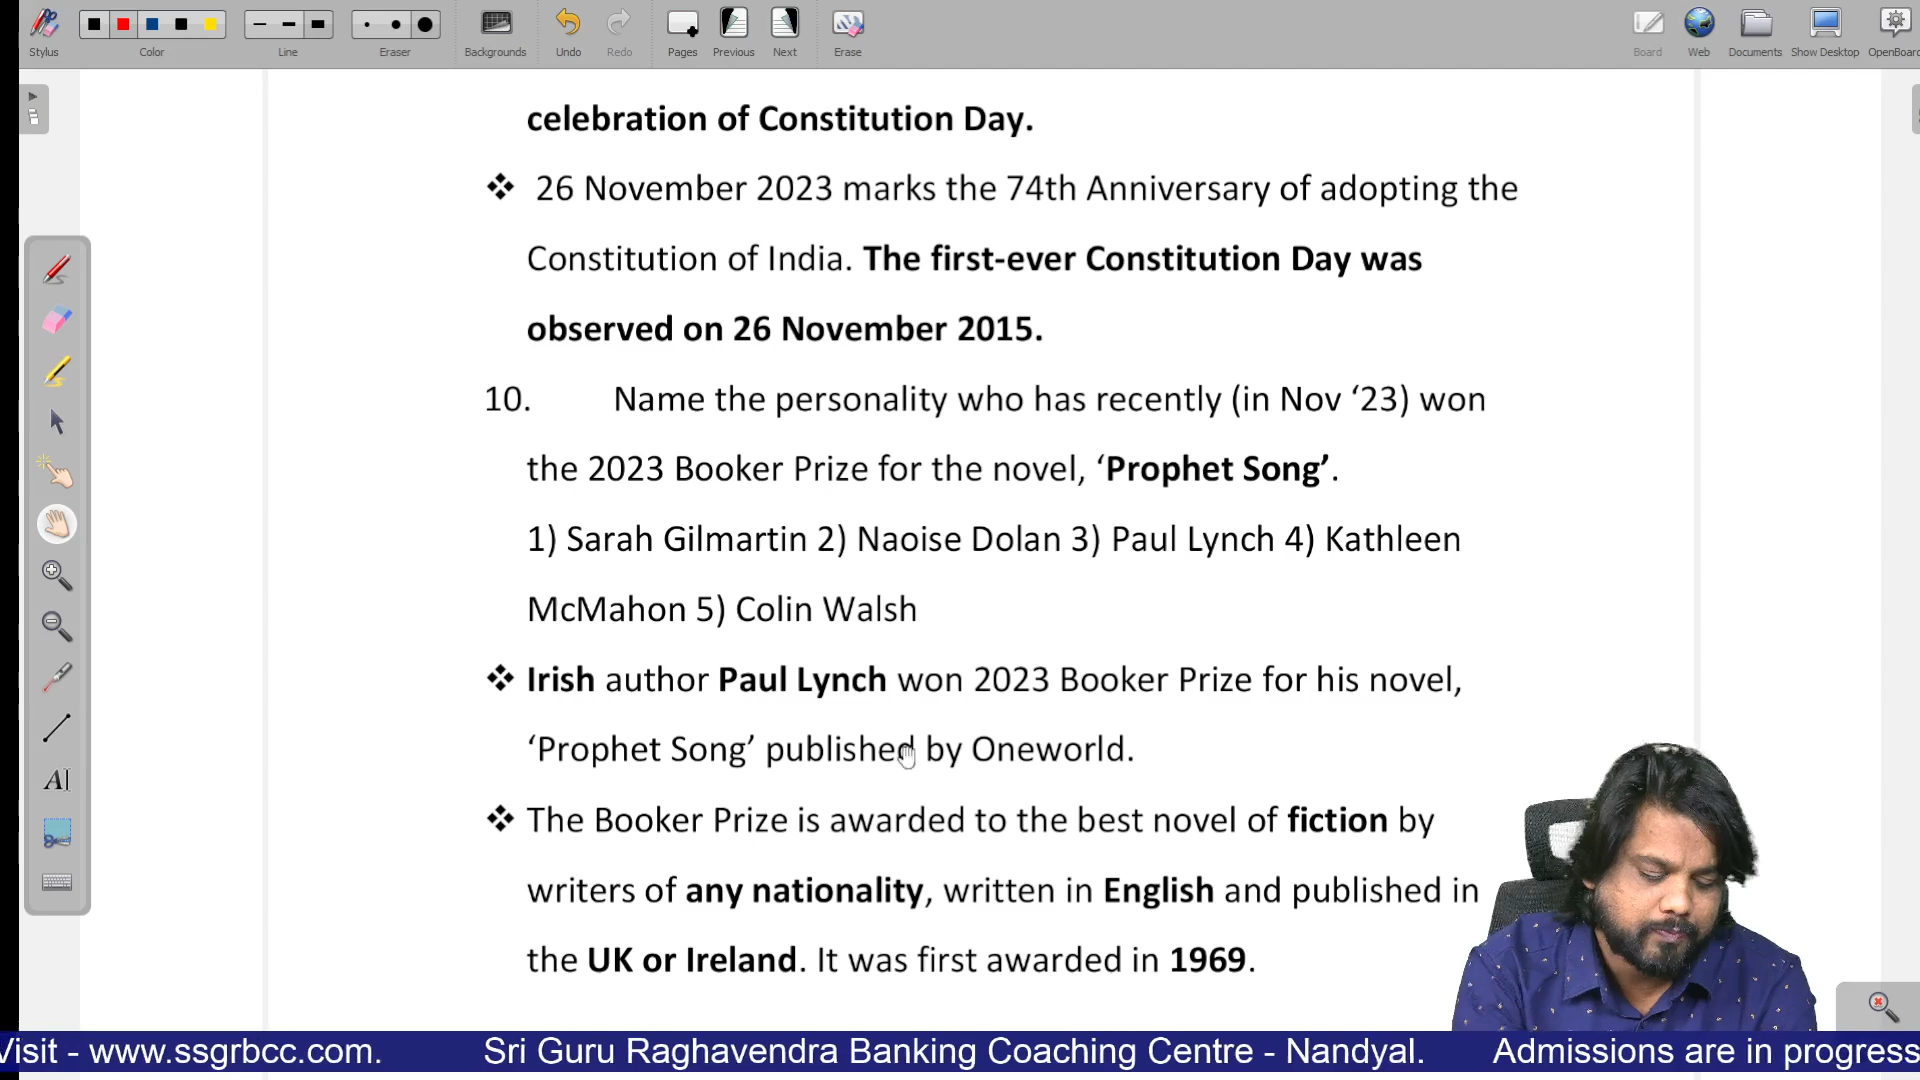 Stylus
Color
Line
Eraser
Backgrounds
Undo
Redo
Pages
Previous
Next
Erase
Board
Web
Documents
Show Desktop
OpenBoar
celebration of Constitution Day.
❖ 26 November 2023 marks the 74th Anniversary of adopting the
Constitution of India. The first-ever Constitution Day was
observed on 26 November 2015.
10. Name the personality who has recently (in Nov ‘23) won
the 2023 Booker Prize for the novel, ‘Prophet Song’.
1) Sarah Gilmartin 2) Naoise Dolan 3) Paul Lynch 4) Kathleen
McMahon 5) Colin Walsh
❖ Irish author Paul Lynch won 2023 Booker Prize for his novel,
‘Prophet Song’ published by Oneworld.
❖ The Booker Prize is awarded to the best novel of fiction by
writers of any nationality, written in English and published in
the UK or Ireland. It was first awarded in 1969.
Visit - www.ssgrbcc.com. Sri Guru Raghavendra Banking Coaching Centre - Nandyal. Admissions are in progress